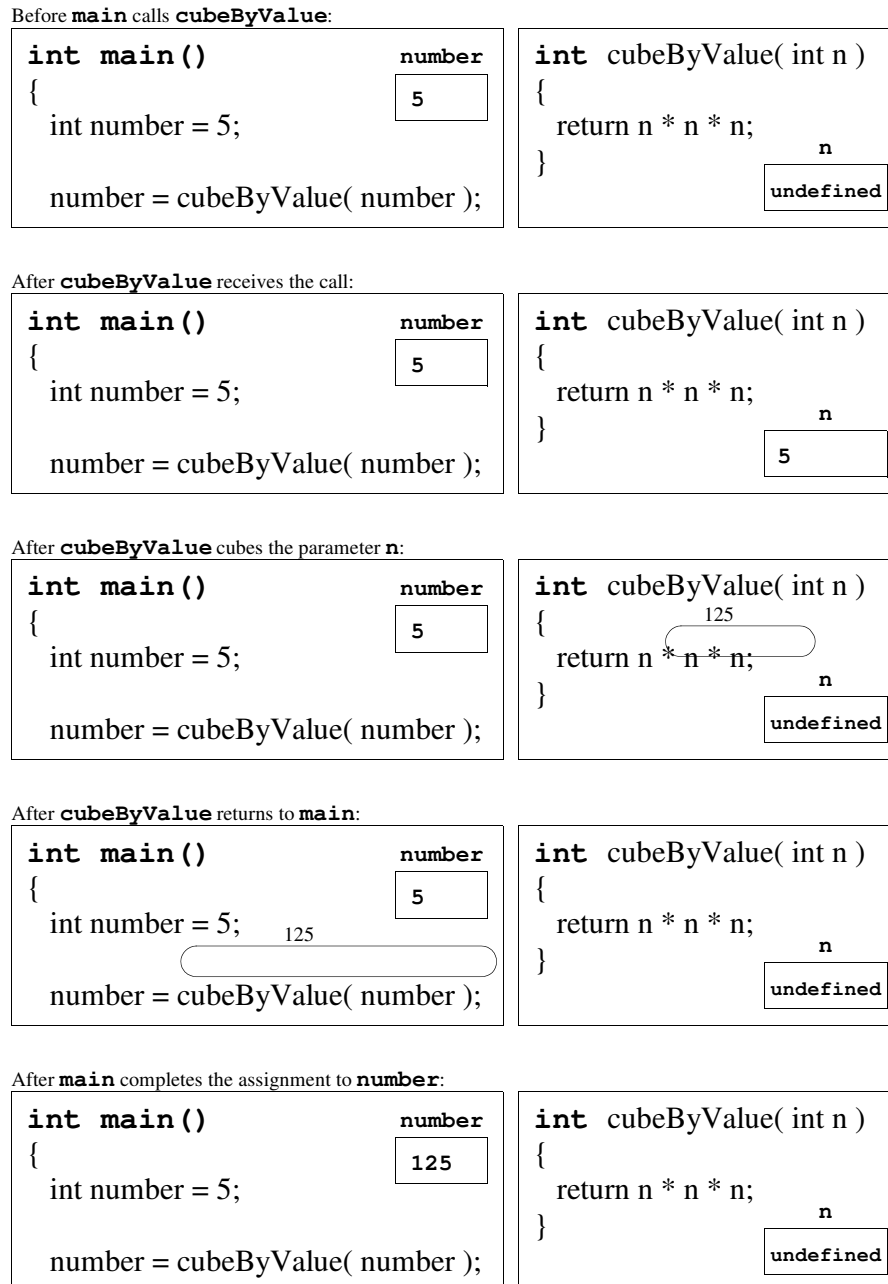 Before main calls cubeByValue:
int main()
number
{
5
int number = 5;
number = cubeByValue( number );
int cubeByValue( int n )
{
return n * n * n;
}
n
undefined
After cubeByValue receives the call:
int main()
number
{
5
int number = 5;
number = cubeByValue( number );
int cubeByValue( int n )
{
return n * n * n;
}
n
5
After cubeByValue cubes the parameter n:
int main()
number
{
5
int number = 5;
number = cubeByValue( number );
int cubeByValue( int n )
{
125
return n * n * n;
}
n
undefined
After cubeByValue returns to main:
int main()
number
{
5
int number = 5;
125
number = cubeByValue( number );
int cubeByValue( int n )
{
return n * n * n;
}
n
undefined
After main completes the assignment to number:
int main()
number
{
125
int number = 5;
number = cubeByValue( number );
int cubeByValue( int n )
{
return n * n * n;
}
n
undefined